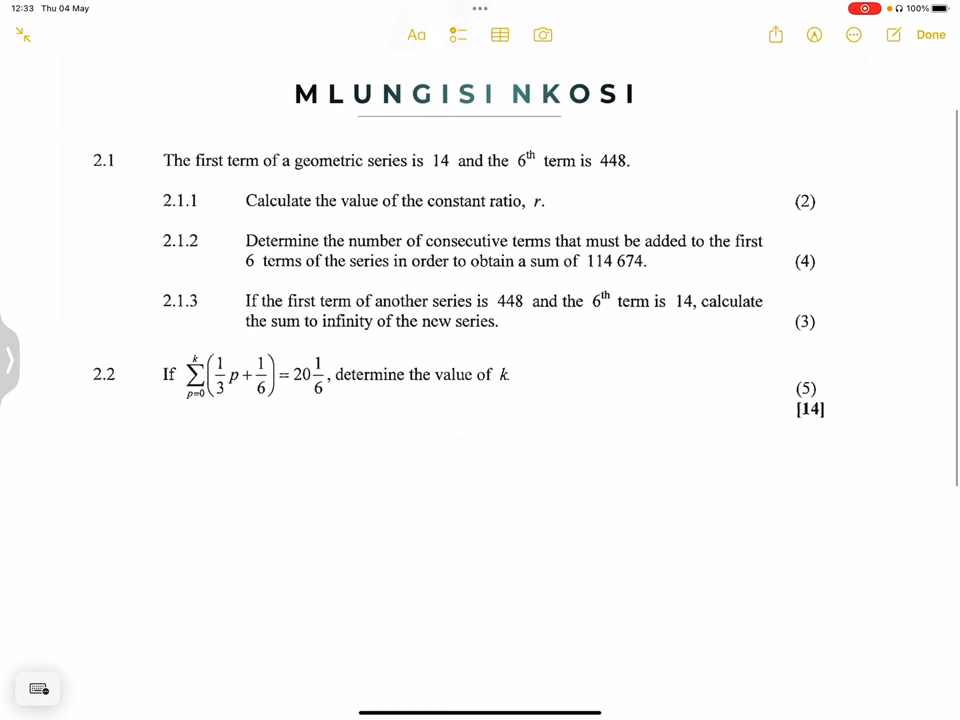 12:33 Thu 04 May
100%
Aa
Done
MLUNGISI NKOSI
2.1 The first term of a geometric series is 14 and the 6th term is 448.
2.1.1 Calculate the value of the constant ratio, r. (2)
2.1.2 Determine the number of consecutive terms that must be added to the first
6 terms of the series in order to obtain a sum of 114 674. (4)
2.1.3 If the first term of another series is 448 and the 6th term is 14, calculate
the sum to infinity of the new series. (3)
2.2 If ∑_{p=0}^{k} (1/3 p + 1/6) = 20 1/6, determine the value of k.
(5)
[14]